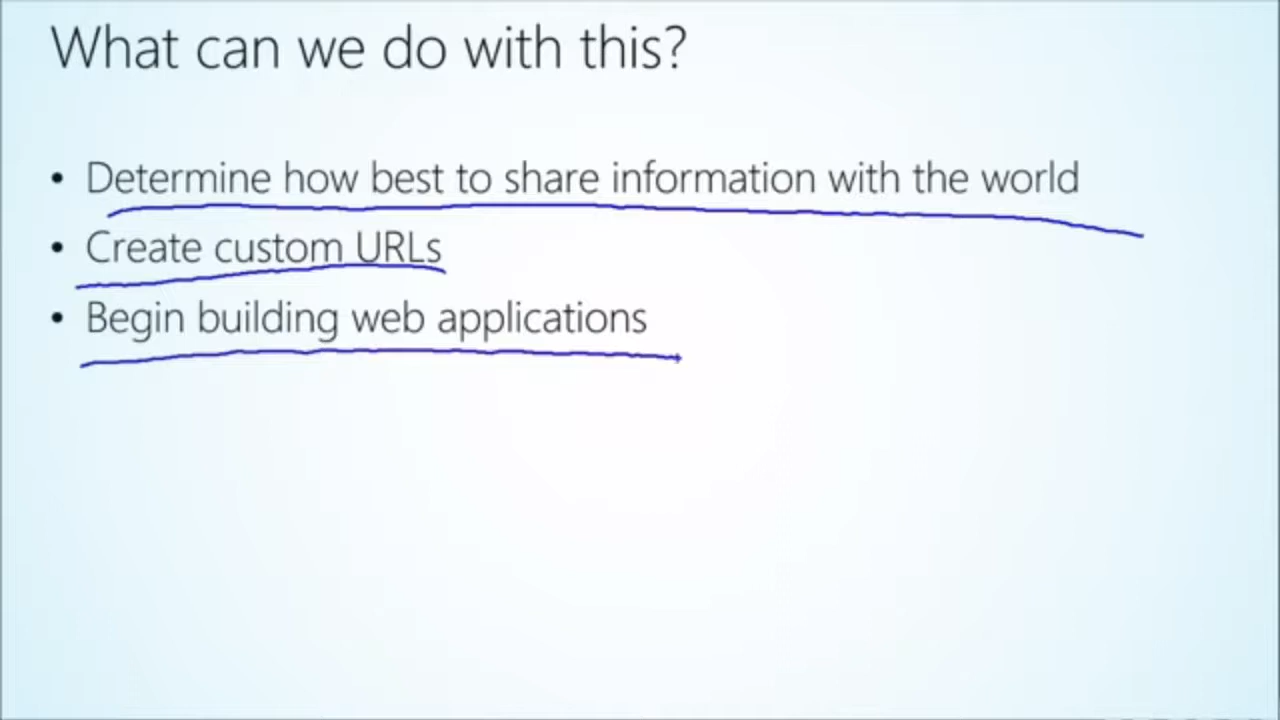 What can we do with this?
• Determine how best to share information with the world
• Create custom URLs
• Begin building web applications